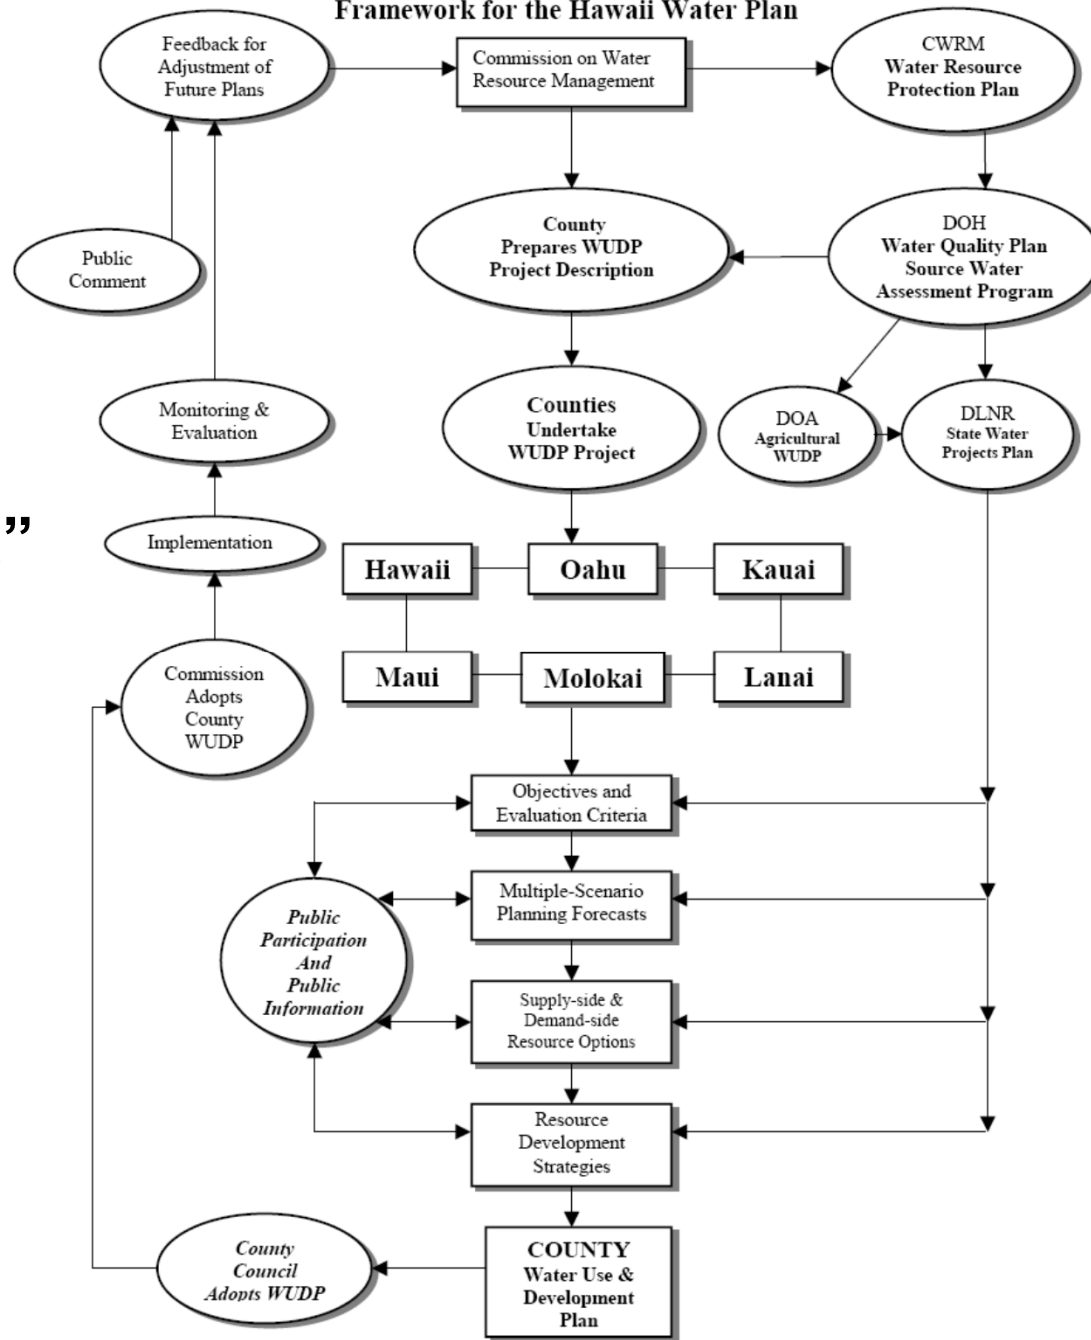 Framework for the Hawaii Water Plan
Feedback for
Adjustment of
Future Plans
Commission on Water
Resource Management
CWRM
Water Resource
Protection Plan
Public
Comment
County
Prepares WUDP
Project Description
DOH
Water Quality Plan
Source Water
Assessment Program
Monitoring &
Evaluation
Counties
Undertake
WUDP Project
DOA
Agricultural
WUDP
DLNR
State Water
Projects Plan
”
Implementation
Hawaii
Oahu
Kauai
Maui
Molokai
Lanai
Commission
Adopts
County
WUDP
Objectives and
Evaluation Criteria
Multiple-Scenario
Planning Forecasts
Public
Participation
And
Public
Information
Supply-side &
Demand-side
Resource Options
Resource
Development
Strategies
County
Council
Adopts WUDP
COUNTY
Water Use &
Development
Plan